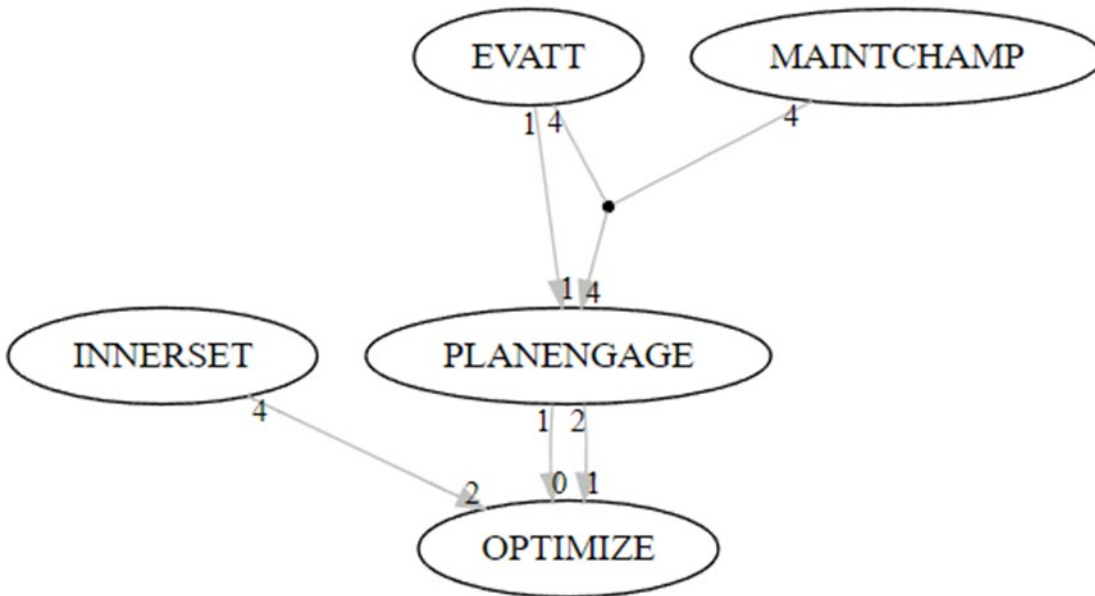 EVATT MAINTCHAMP
1 4 4
1 4
INNERSET PLANENGAGE
4 1 2
2 0 1
OPTIMIZE